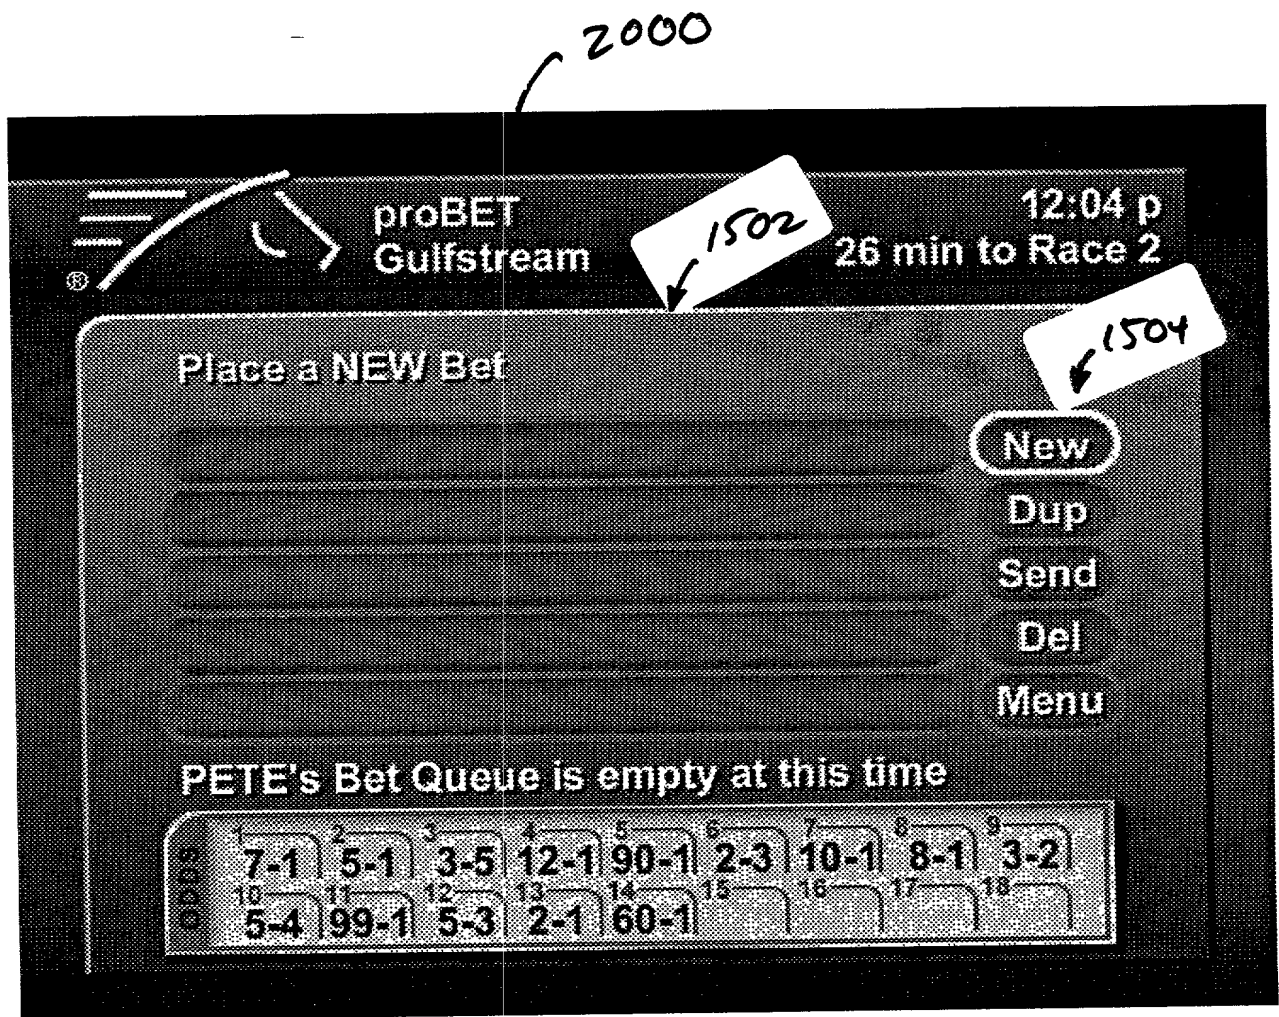 2000
proBET
Gulfstream
12:04 p
26 min to Race 2
®
1502
1504
Place a NEW Bet
New
Dup
Send
Del
Menu
PETE's Bet Queue is empty at this time
ODDS
1 2 3 4 5 6 7 8 9
7-1 5-1 3-5 12-1 90-1 2-3 10-1 8-1 3-2
10 11 12 13 14 15 16 17 18
5-4 99-1 5-3 2-1 60-1